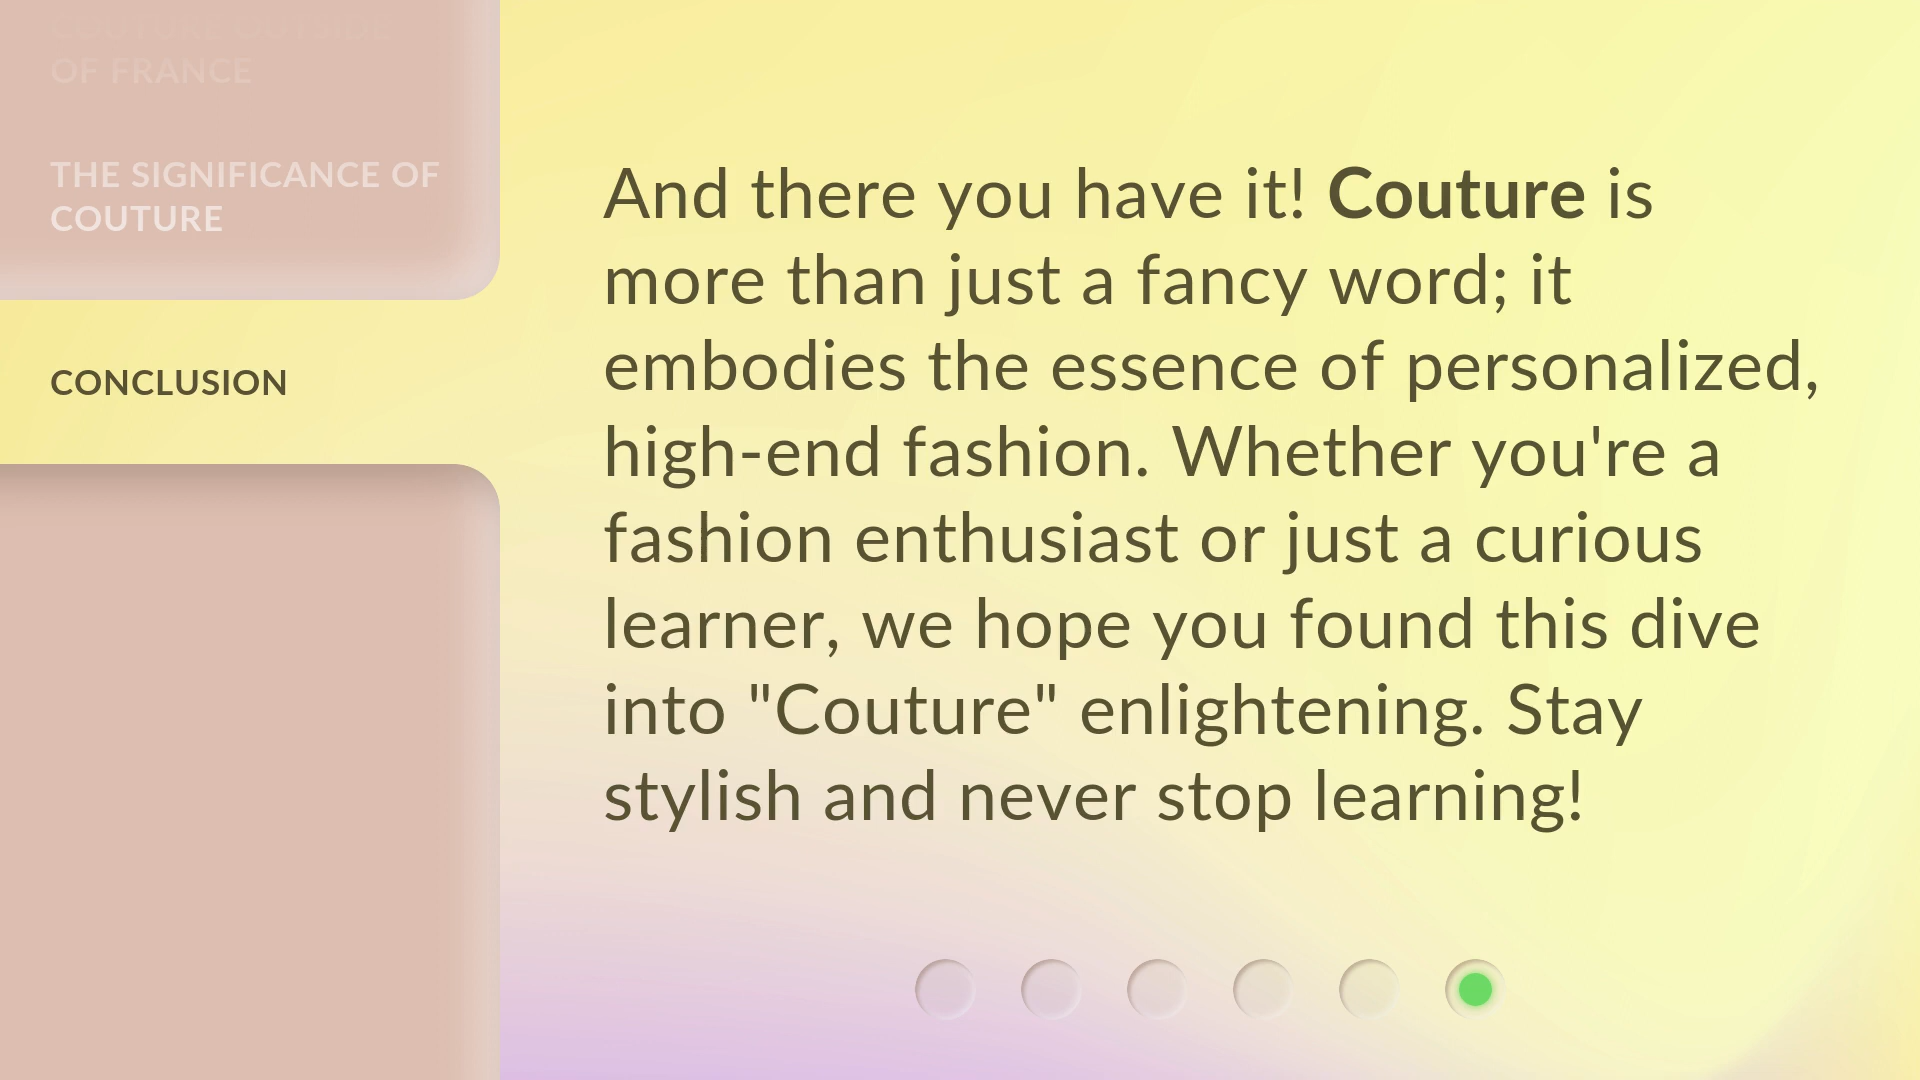 COUTURE OUTSIDE
OF FRANCE
THE SIGNIFICANCE OF
COUTURE
CONCLUSION
And there you have it! Couture is
more than just a fancy word; it
embodies the essence of personalized,
high-end fashion. Whether you're a
fashion enthusiast or just a curious
learner, we hope you found this dive
into "Couture" enlightening. Stay
stylish and never stop learning!